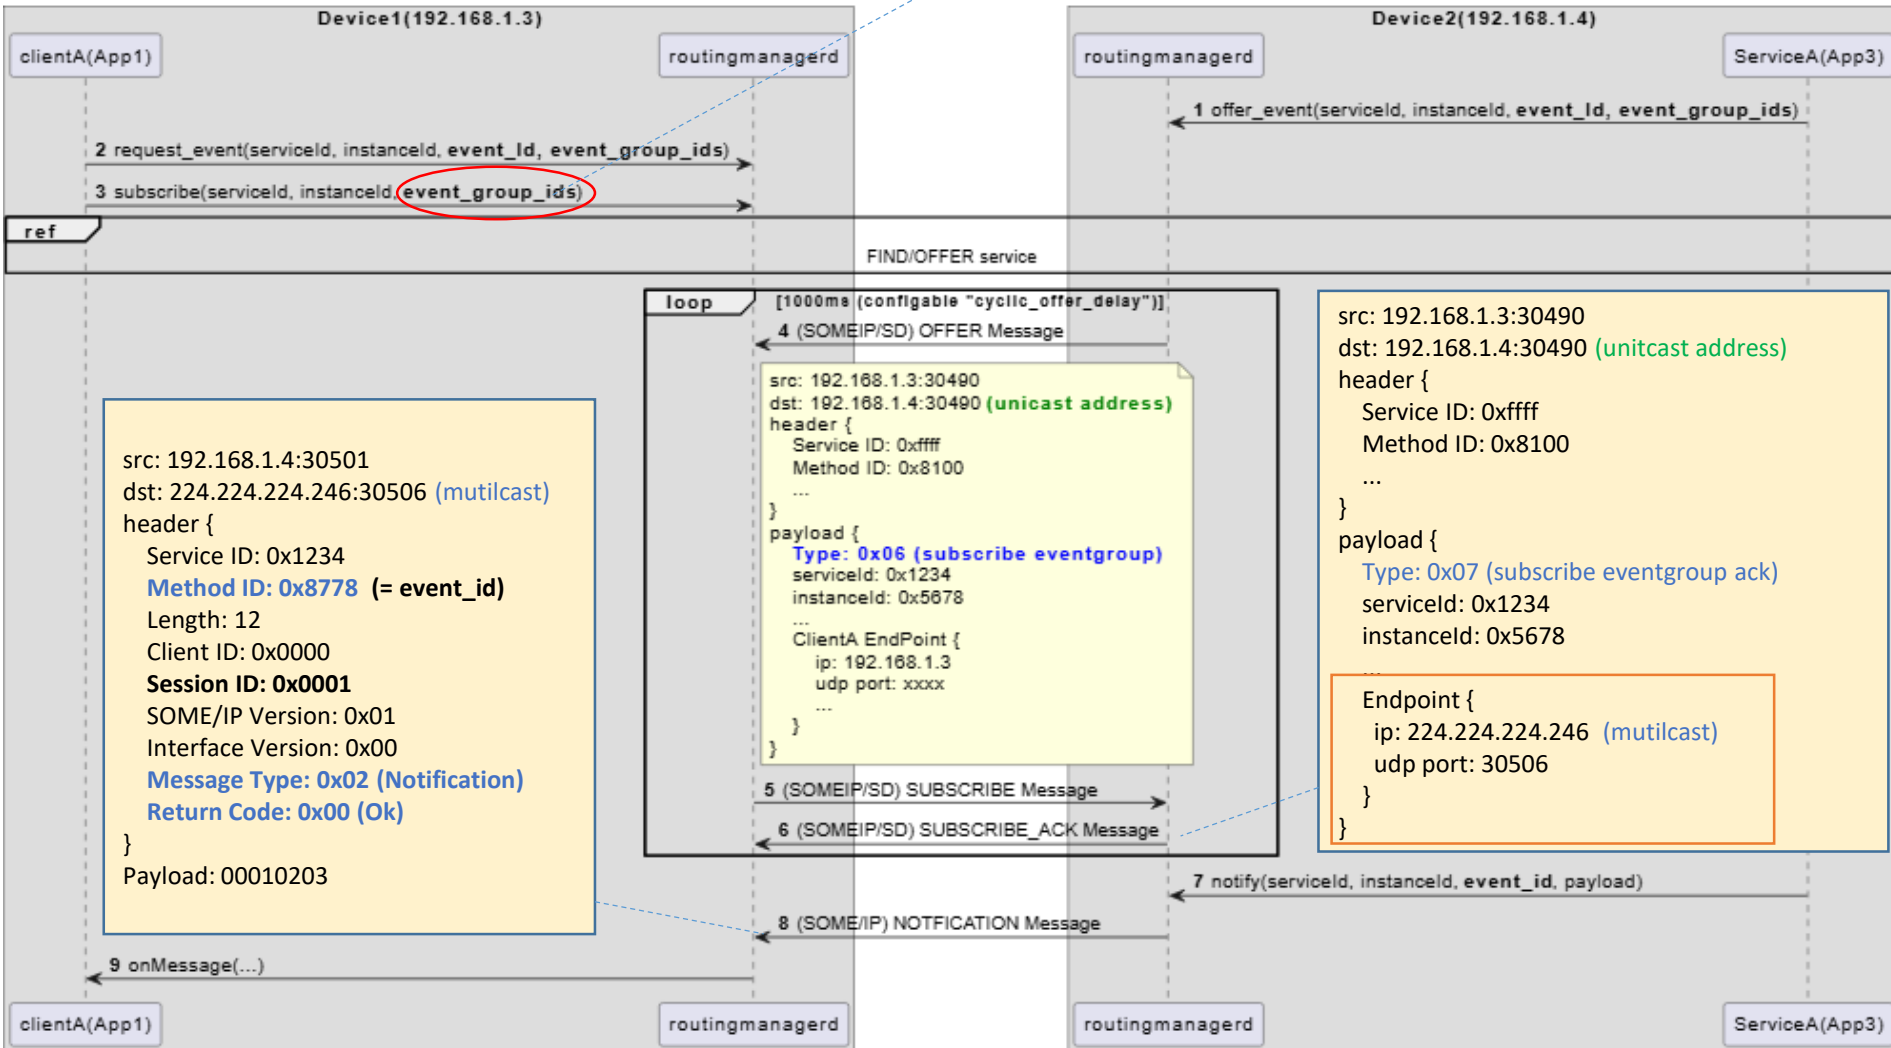 Device1(192.168.1.3)
Device2(192.168.1.4)
clientA(App1)
routingmanagerd
routingmanagerd
ServiceA(App3)
1 offer_event(serviceId, instanceId, event_Id, event_group_ids)
2 request_event(serviceId, instanceId, event_Id, event_group_ids)
3 subscribe(serviceId, instanceId, event_group_ids)
ref
FIND/OFFER service
loop
[1000ms (configable "cyclic_offer_delay")]
4 (SOMEIP/SD) OFFER Message
src: 192.168.1.3:30490
dst: 192.168.1.4:30490 (unicast address)
header {
Service ID: 0xffff
Method ID: 0x8100
...
}
payload {
Type: 0x06 (subscribe eventgroup)
serviceId: 0x1234
instanceId: 0x5678
...
ClientA EndPoint {
ip: 192.168.1.3
udp port: xxxx
...
}
}
5 (SOMEIP/SD) SUBSCRIBE Message
6 (SOMEIP/SD) SUBSCRIBE_ACK Message
src: 192.168.1.3:30490
dst: 192.168.1.4:30490 (unitcast address)
header {
Service ID: 0xffff
Method ID: 0x8100
...
}
payload {
Type: 0x07 (subscribe eventgroup ack)
serviceId: 0x1234
instanceId: 0x5678
...
Endpoint {
ip: 224.224.224.246 (mutilcast)
udp port: 30506
}
}
src: 192.168.1.4:30501
dst: 224.224.224.246:30506 (mutilcast)
header {
Service ID: 0x1234
Method ID: 0x8778 (= event_id)
Length: 12
Client ID: 0x0000
Session ID: 0x0001
SOME/IP Version: 0x01
Interface Version: 0x00
Message Type: 0x02 (Notification)
Return Code: 0x00 (Ok)
}
Payload: 00010203
7 notify(serviceId, instanceId, event_id, payload)
8 (SOME/IP) NOTFICATION Message
9 onMessage(...)
clientA(App1)
routingmanagerd
routingmanagerd
ServiceA(App3)